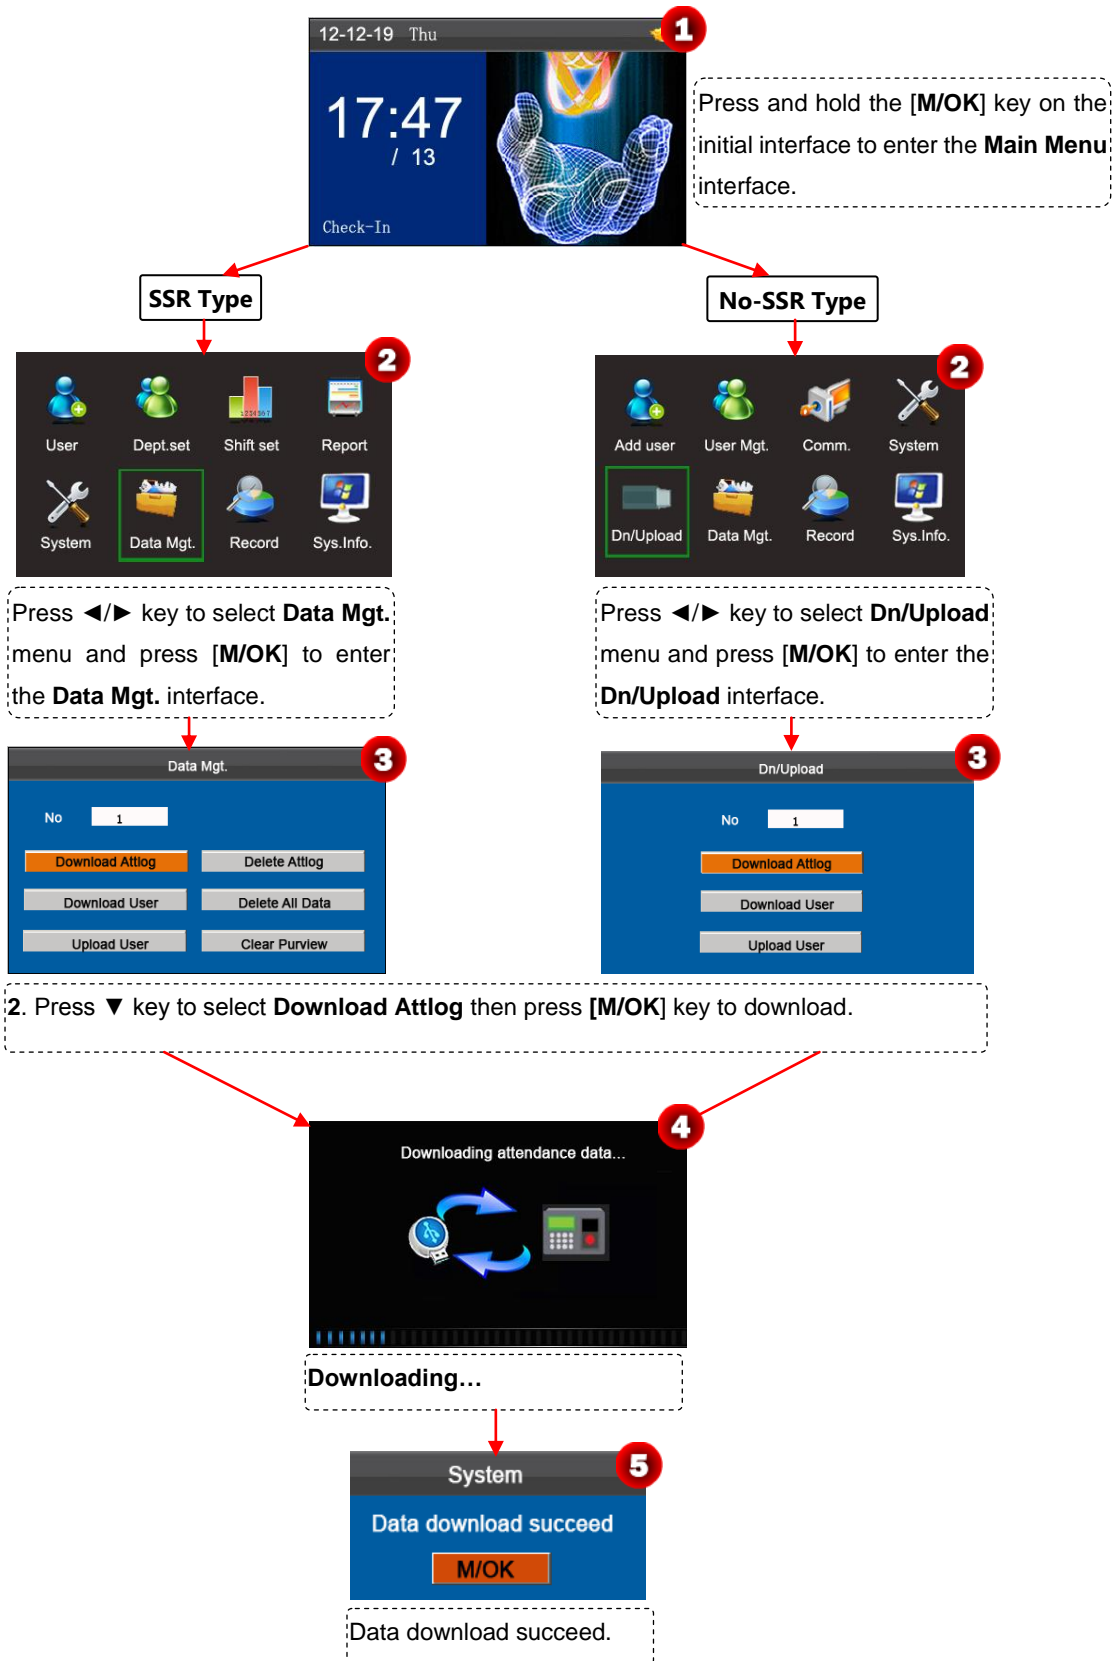 12-12-19 Thu
1
17:47
/ 13
Check-In
Press and hold the [M/OK] key on the
initial interface to enter the Main Menu
interface.
SSR Type
No-SSR Type
2
User Dept.set Shift set Report
System Data Mgt. Record Sys.Info.
2
Add user User Mgt. Comm. System
Dn/Upload Data Mgt. Record Sys.Info.
Press ◄/► key to select Data Mgt.
menu and press [M/OK] to enter
the Data Mgt. interface.
Press ◄/► key to select Dn/Upload
menu and press [M/OK] to enter the
Dn/Upload interface.
Data Mgt.
3
No 1
Download Attlog Delete Attlog
Download User Delete All Data
Upload User Clear Purview
Dn/Upload
3
No 1
Download Attlog
Download User
Upload User
2. Press ▼ key to select Download Attlog then press [M/OK] key to download.
4
Downloading attendance data...
Downloading…
5
System
Data download succeed
M/OK
Data download succeed.